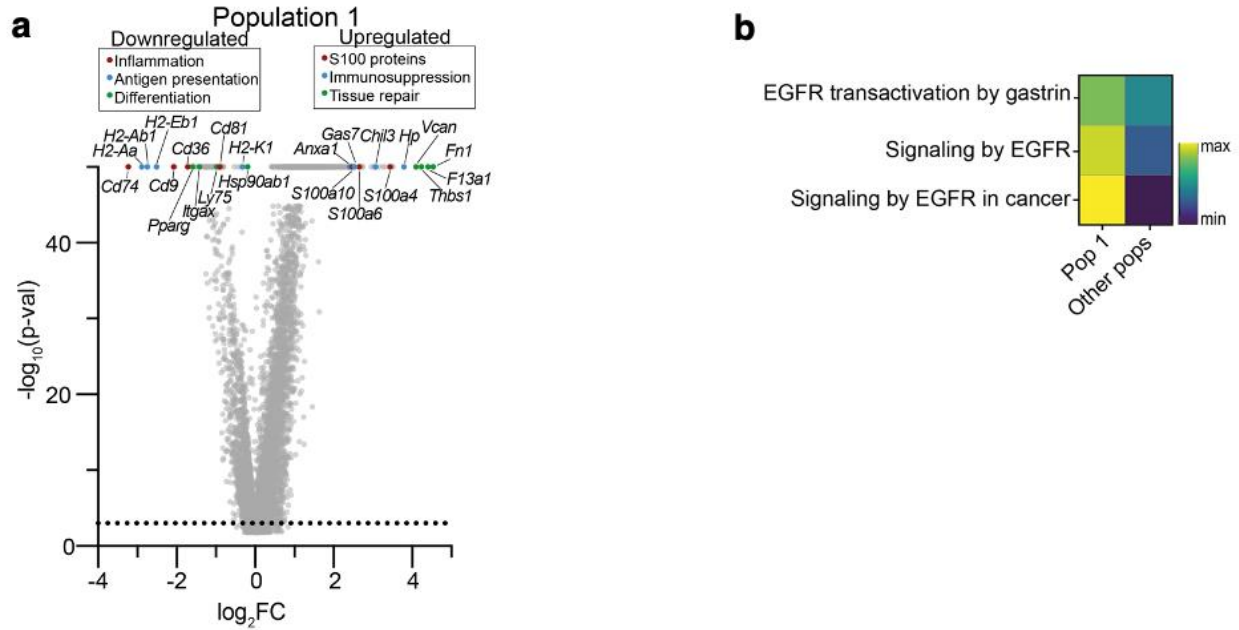 a
Population 1
Downregulated
Inflammation
Antigen presentation
Differentiation
Upregulated
S100 proteins
Immunosuppression
Tissue repair
H2-Eb1
H2-Ab1
H2-Aa
Cd74
Cd9
Cd36
Cd81
H2-K1
Hsp90ab1
Ly75
Itgax
Pparg
Anxa1
Gas7
Chil3
Hp
Vcan
Fn1
F13a1
Thbs1
S100a10
S100a4
S100a6
-log10(p-val)
40
20
0
-4
-2
0
2
4
log2FC
b
EGFR transactivation by gastrin
Signaling by EGFR
Signaling by EGFR in cancer
Pop 1
Other pops
max
min